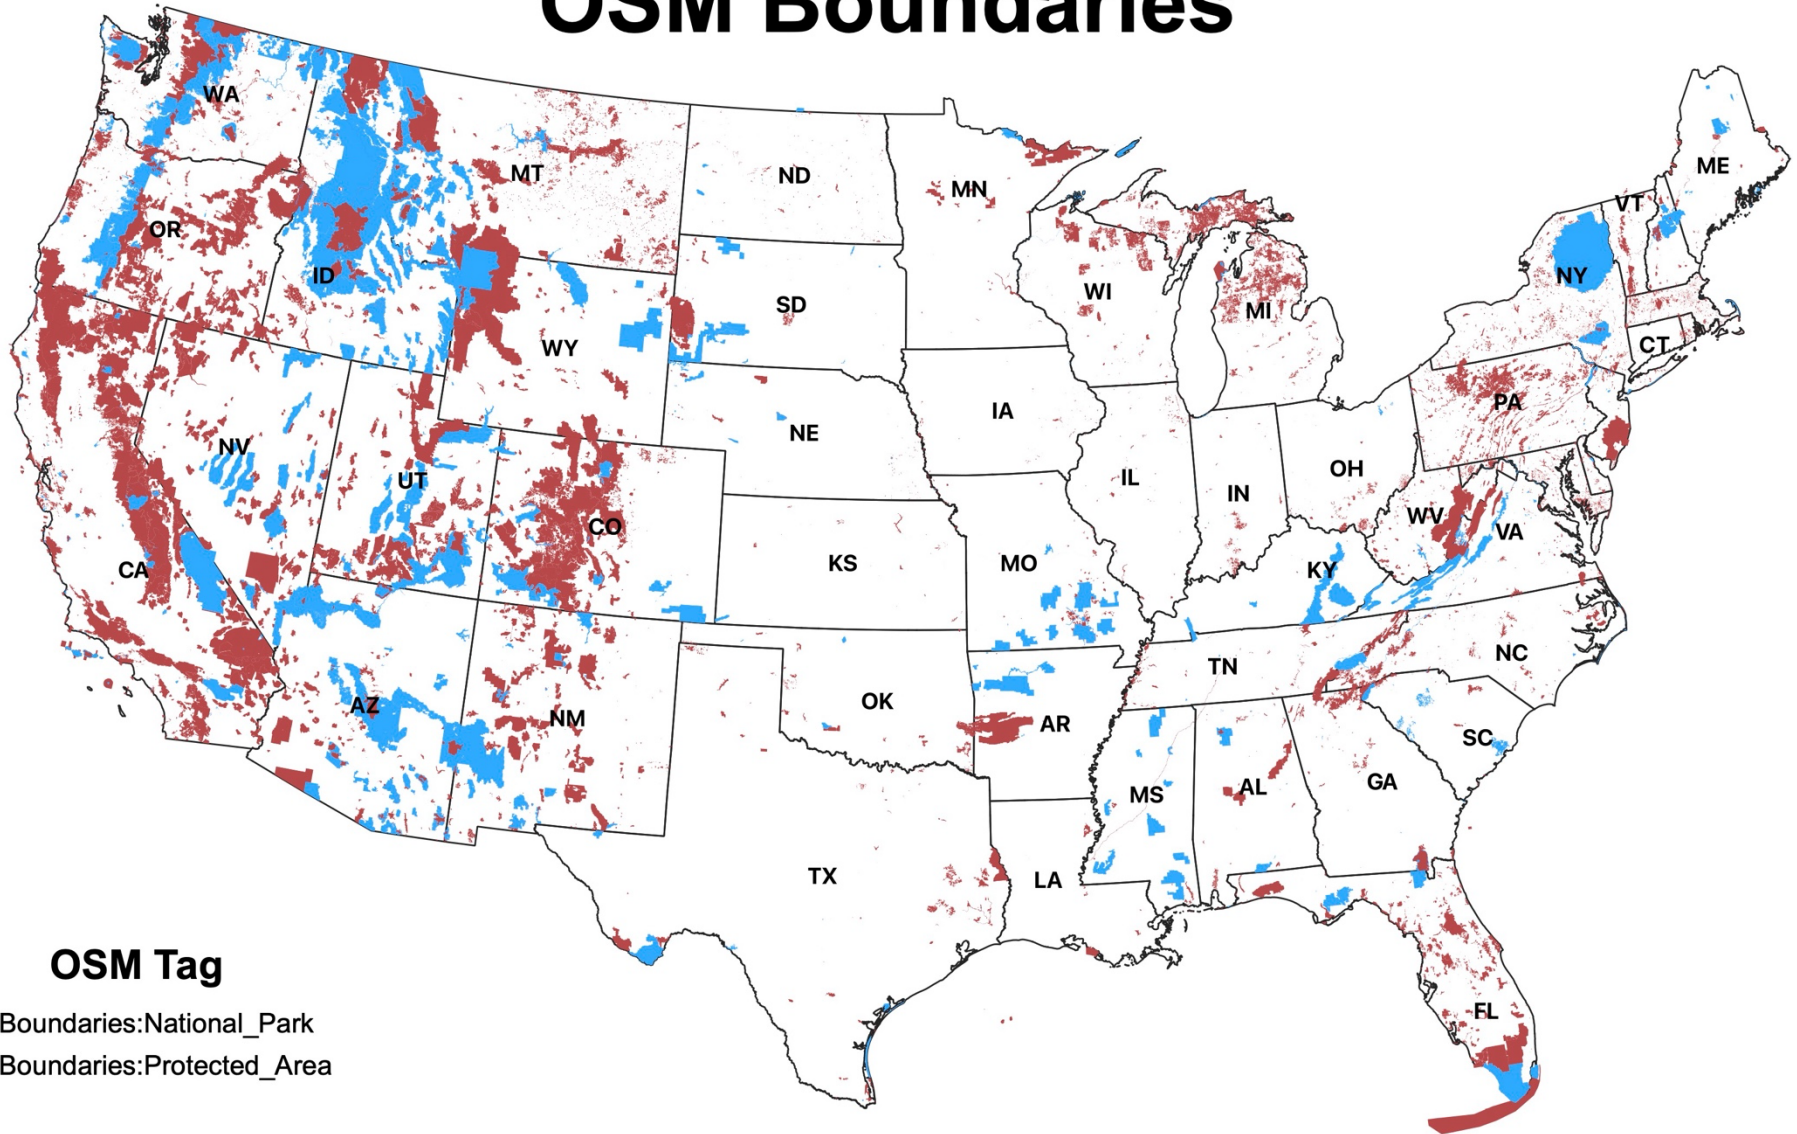 OSM Boundaries
WA
MT
ND
MN
ME
VT
OR
ID
SD
WI
MI
NY
WY
CT
IA
PA
NE
NV
UT
IL
IN
OH
CO
WV
VA
CA
KS
MO
KY
AZ
NM
OK
AR
TN
NC
SC
MS
AL
GA
TX
LA
FL
OSM Tag
Boundaries:National_Park
Boundaries:Protected_Area